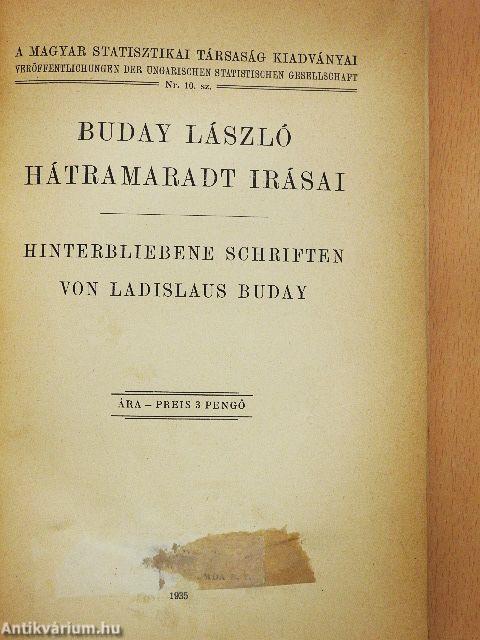 A MAGYAR STATISZTIKAI TÁRSASÁG KIADVÁNYAI
VERÖFFENTLICHUNGEN DER UNGARISCHEN STATISTISCHEN GESELLSCHAFT
Nr. 10. sz.
BUDAY LÁSZLÓ
HÁTRAMARADT IRÁSAI
HINTERBLIEBENE SCHRIFTEN
VON LADISLAUS BUDAY
ÁRA — PREIS 3 PENGŐ
1935
Antikvárium.hu